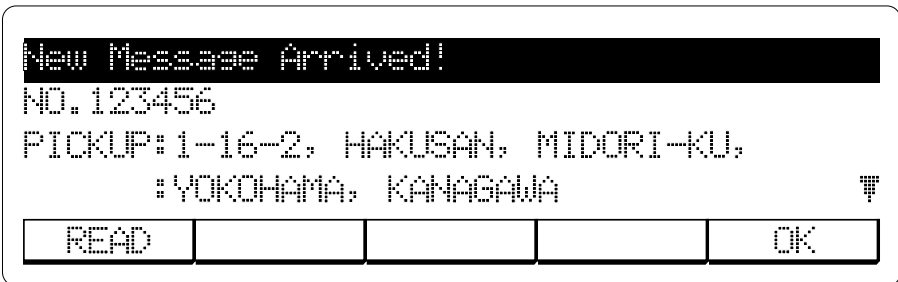 New Message Arrived!
NO.123456
PICKUP:1-16-2, HAKUSAN, MIDORI-KU,
:YOKOHAMA, KANAGAWA
READ OK